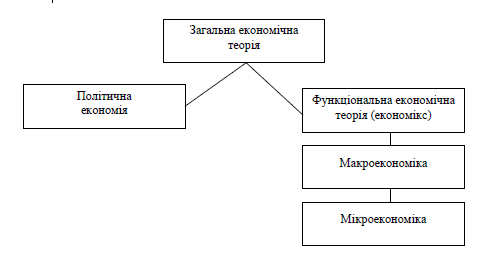 Загальна економічна
теорія
Політична
економія
Функціональна економічна
теорія (економікс)
Макроекономіка
Мікроекономіка